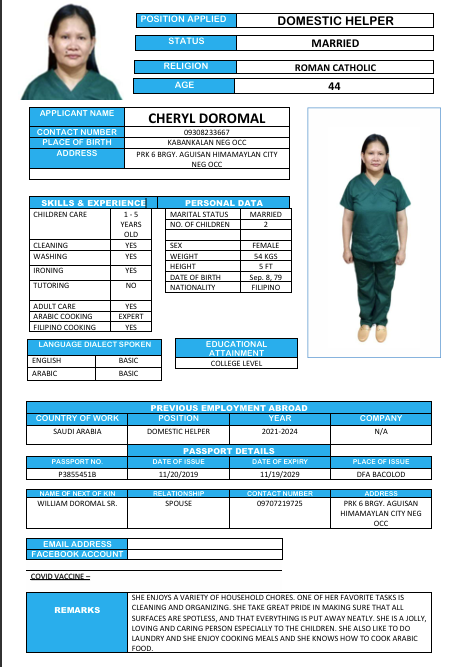 POSITION APPLIED DOMESTIC HELPER
STATUS MARRIED
RELIGION ROMAN CATHOLIC
AGE 44
APPLICANT NAME CHERYL DOROMAL
CONTACT NUMBER 09308233667
PLACE OF BIRTH KABANKALAN NEG OCC
ADDRESS PRK 6 BRGY. AGUISAN HIMAMAYLAN CITY
NEG OCC
SKILLS & EXPERIENCE
CHILDREN CARE 1 - 5
YEARS
OLD
CLEANING YES
WASHING YES
IRONING YES
TUTORING NO
ADULT CARE YES
ARABIC COOKING EXPERT
FILIPINO COOKING YES
PERSONAL DATA
MARITAL STATUS MARRIED
NO. OF CHILDREN 2
SEX FEMALE
WEIGHT 54 KGS
HEIGHT 5 FT
DATE OF BIRTH Sep. 8, 79
NATIONALITY FILIPINO
LANGUAGE DIALECT SPOKEN
ENGLISH BASIC
ARABIC BASIC
EDUCATIONAL
ATTAINMENT
COLLEGE LEVEL
PREVIOUS EMPLOYMENT ABROAD
COUNTRY OF WORK POSITION YEAR COMPANY
SAUDI ARABIA DOMESTIC HELPER 2021-2024 N/A
PASSPORT DETAILS
PASSPORT NO. DATE OF ISSUE DATE OF EXPIRY PLACE OF ISSUE
P3855451B 11/20/2019 11/19/2029 DFA BACOLOD
NAME OF NEXT OF KIN RELATIONSHIP CONTACT NUMBER ADDRESS
WILLIAM DOROMAL SR. SPOUSE 09707219725 PRK 6 BRGY. AGUISAN
HIMAMAYLAN CITY NEG
OCC
EMAIL ADDRESS
FACEBOOK ACCOUNT
COVID VACCINE –
REMARKS
SHE ENJOYS A VARIETY OF HOUSEHOLD CHORES. ONE OF HER FAVORITE TASKS IS
CLEANING AND ORGANIZING. SHE TAKE GREAT PRIDE IN MAKING SURE THAT ALL
SURFACES ARE SPOTLESS, AND THAT EVERYTHING IS PUT AWAY NEATLY. SHE IS A JOLLY,
LOVING AND CARING PERSON ESPECIALLY TO THE CHILDREN. SHE ALSO LIKE TO DO
LAUNDRY AND SHE ENJOY COOKING MEALS AND SHE KNOWS HOW TO COOK ARABIC
FOOD.